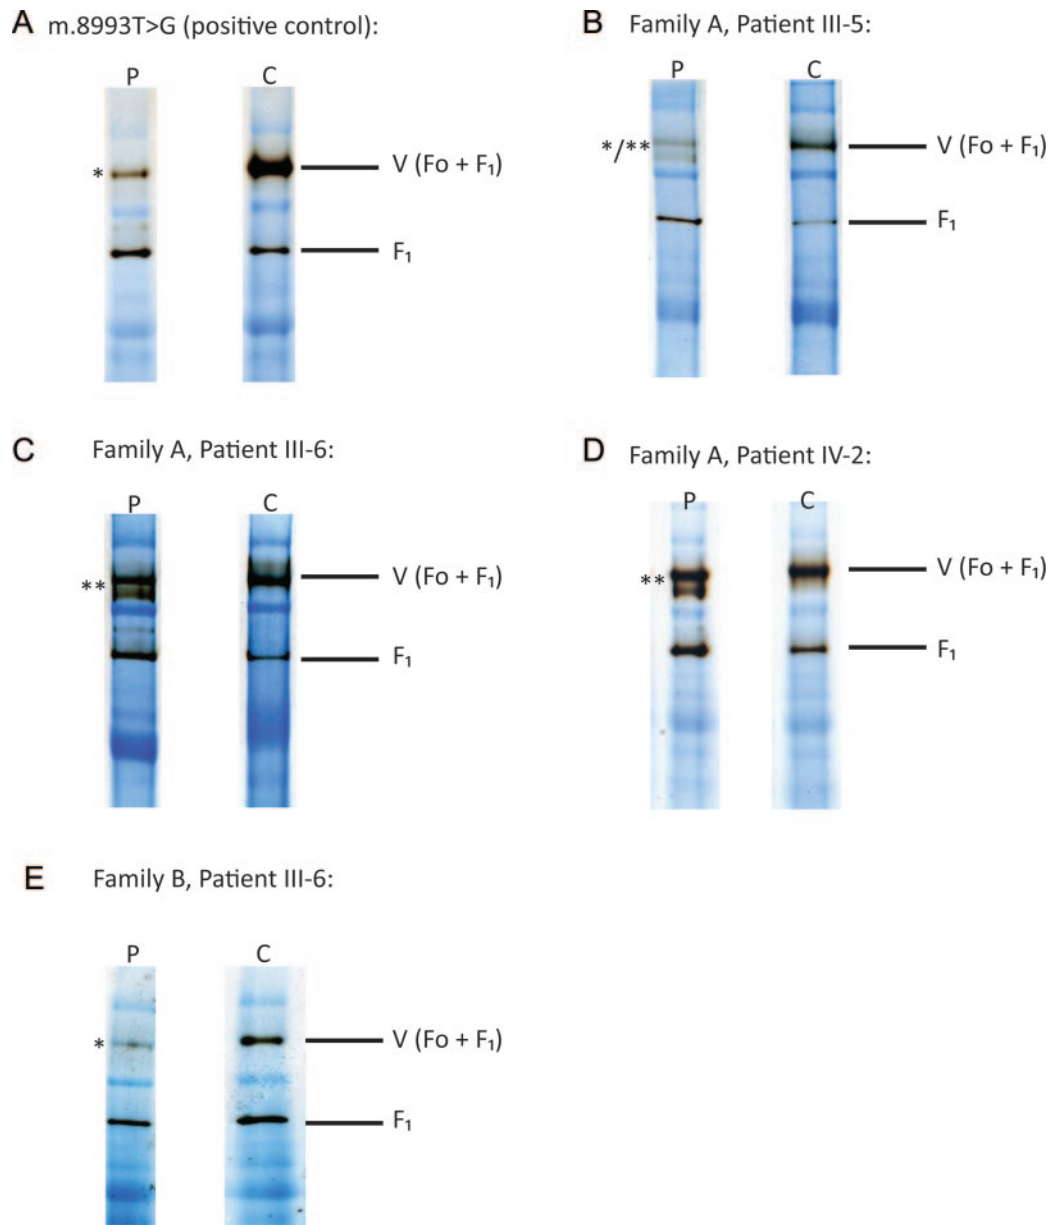 A m.8993T>G (positive control):
P C
* V (Fo + F₁)
F₁
B Family A, Patient III-5:
P C
*/** V (Fo + F₁)
F₁
C Family A, Patient III-6:
P C
** V (Fo + F₁)
F₁
D Family A, Patient IV-2:
P C
** V (Fo + F₁)
F₁
E Family B, Patient III-6:
P C
* V (Fo + F₁)
F₁